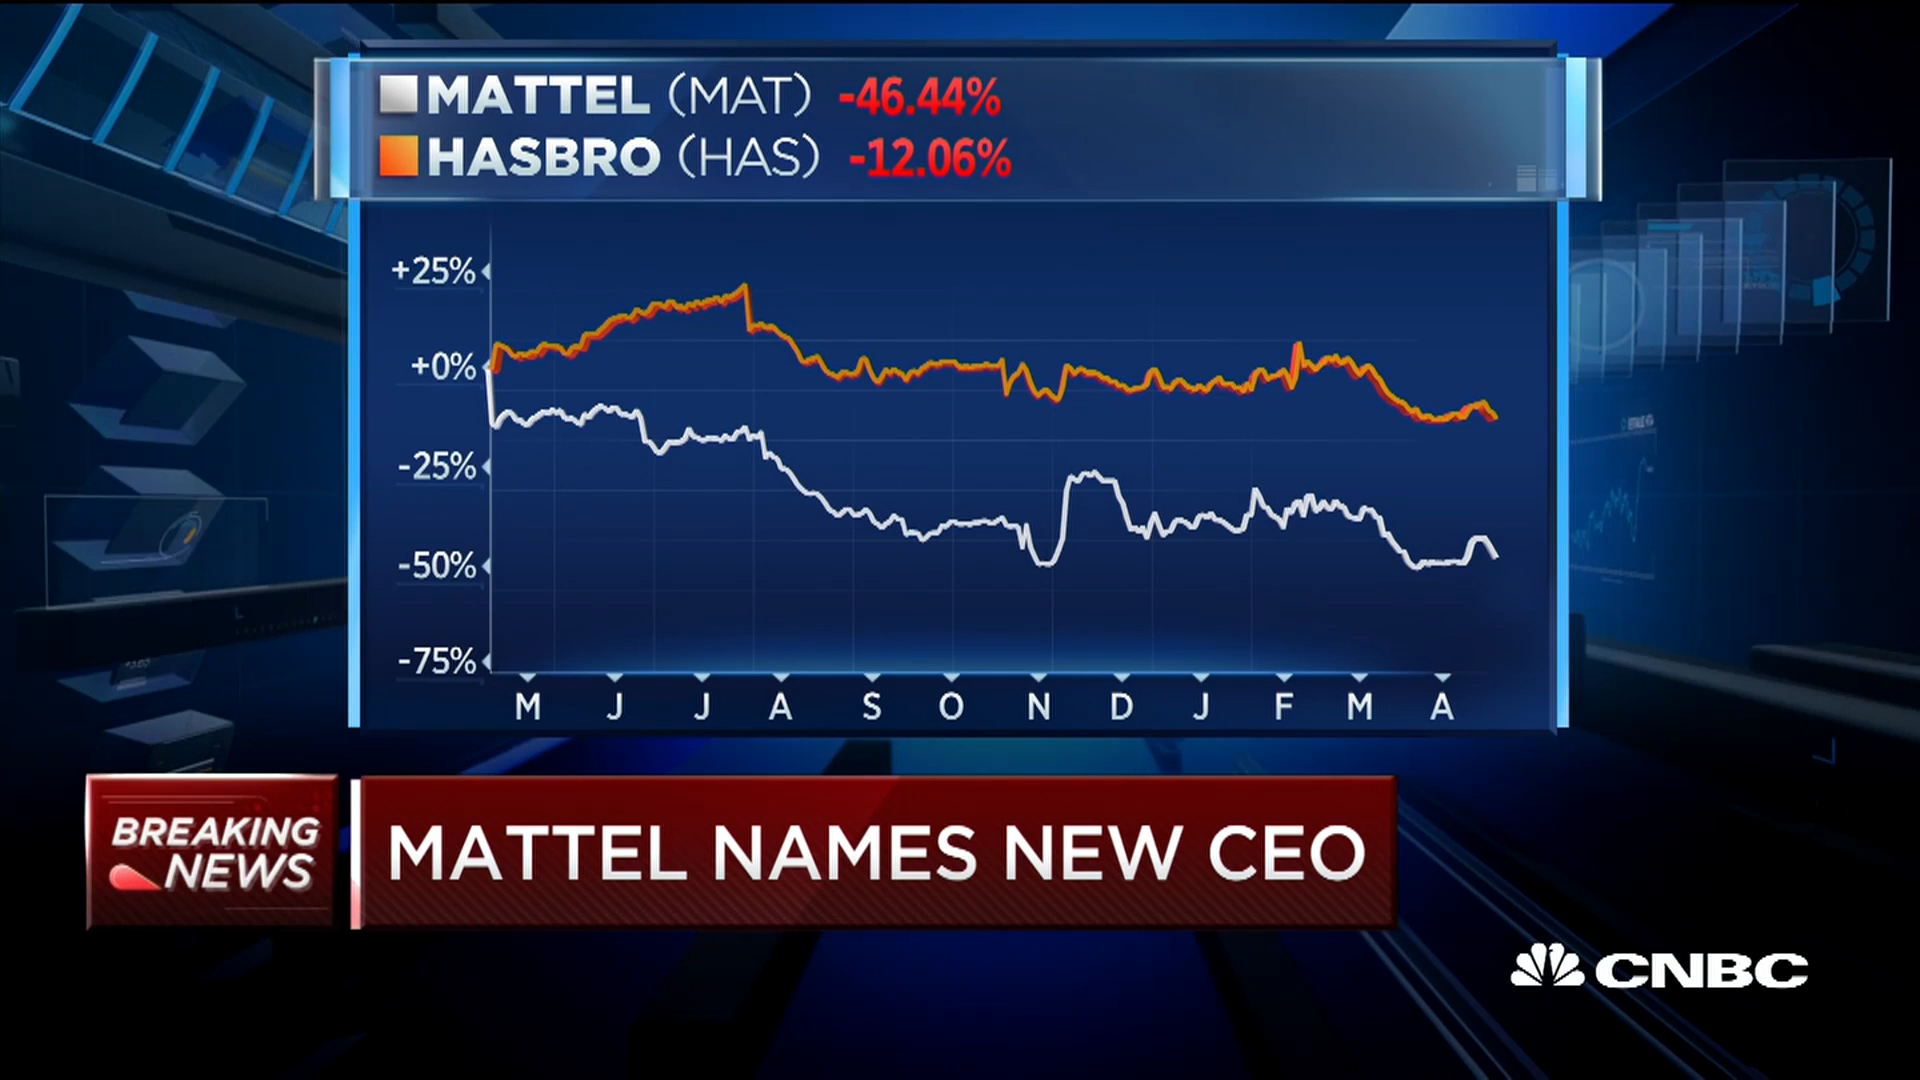 MATTEL (MAT) -46.44%
HASBRO (HAS) -12.06%
+25%
+0%
-25%
-50%
-75%
M J J A S O N D J F M A
BREAKING
NEWS
MATTEL NAMES NEW CEO
CNBC